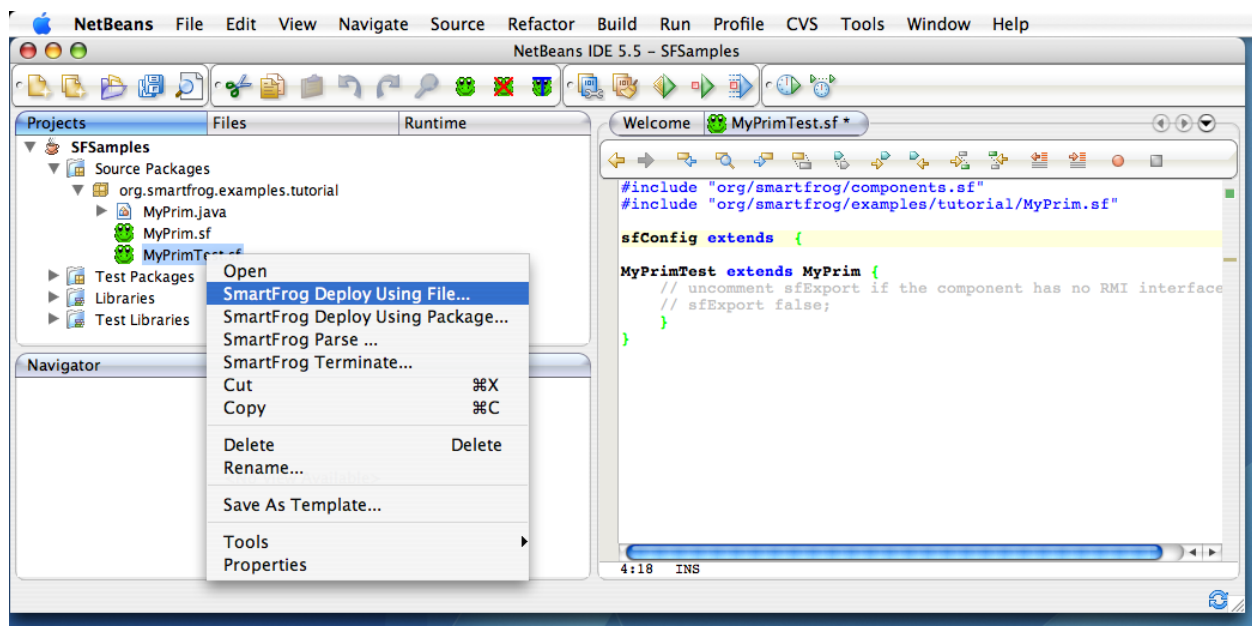 NetBeans File Edit View Navigate Source Refactor Build Run Profile CVS Tools Window Help
NetBeans IDE 5.5 – SFSamples
Projects Files Runtime
SFSamples
Source Packages
org.smartfrog.examples.tutorial
MyPrim.java
MyPrim.sf
MyPrimTest.sf
Test Packages
Libraries
Test Libraries
Navigator
Open
SmartFrog Deploy Using File...
SmartFrog Deploy Using Package...
SmartFrog Parse ...
SmartFrog Terminate...
Cut ⌘X
Copy ⌘C
Delete Delete
Rename...
Save As Template...
Tools
Properties
Welcome MyPrimTest.sf *
#include "org/smartfrog/components.sf"
#include "org/smartfrog/examples/tutorial/MyPrim.sf"
sfConfig extends {
MyPrimTest extends MyPrim {
// uncomment sfExport if the component has no RMI interface
// sfExport false;
}
}
4:18 INS